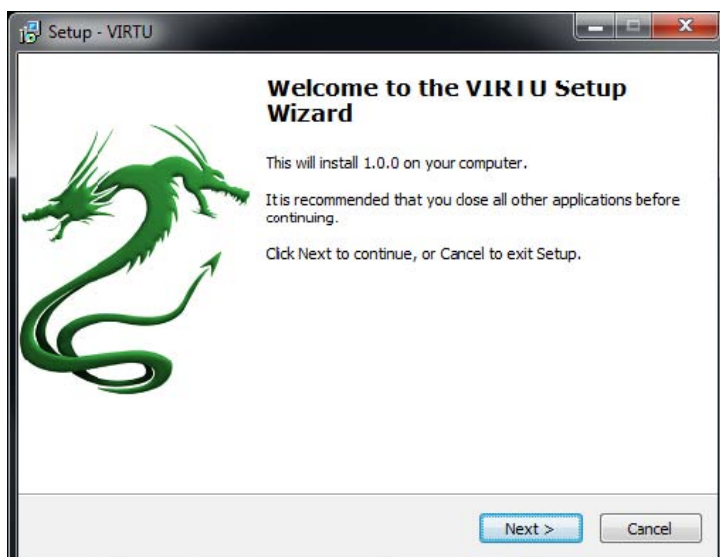 Setup - VIRTU
Welcome to the VIRTU Setup
Wizard
This will install 1.0.0 on your computer.
It is recommended that you close all other applications before
continuing.
Click Next to continue, or Cancel to exit Setup.
Next >
Cancel